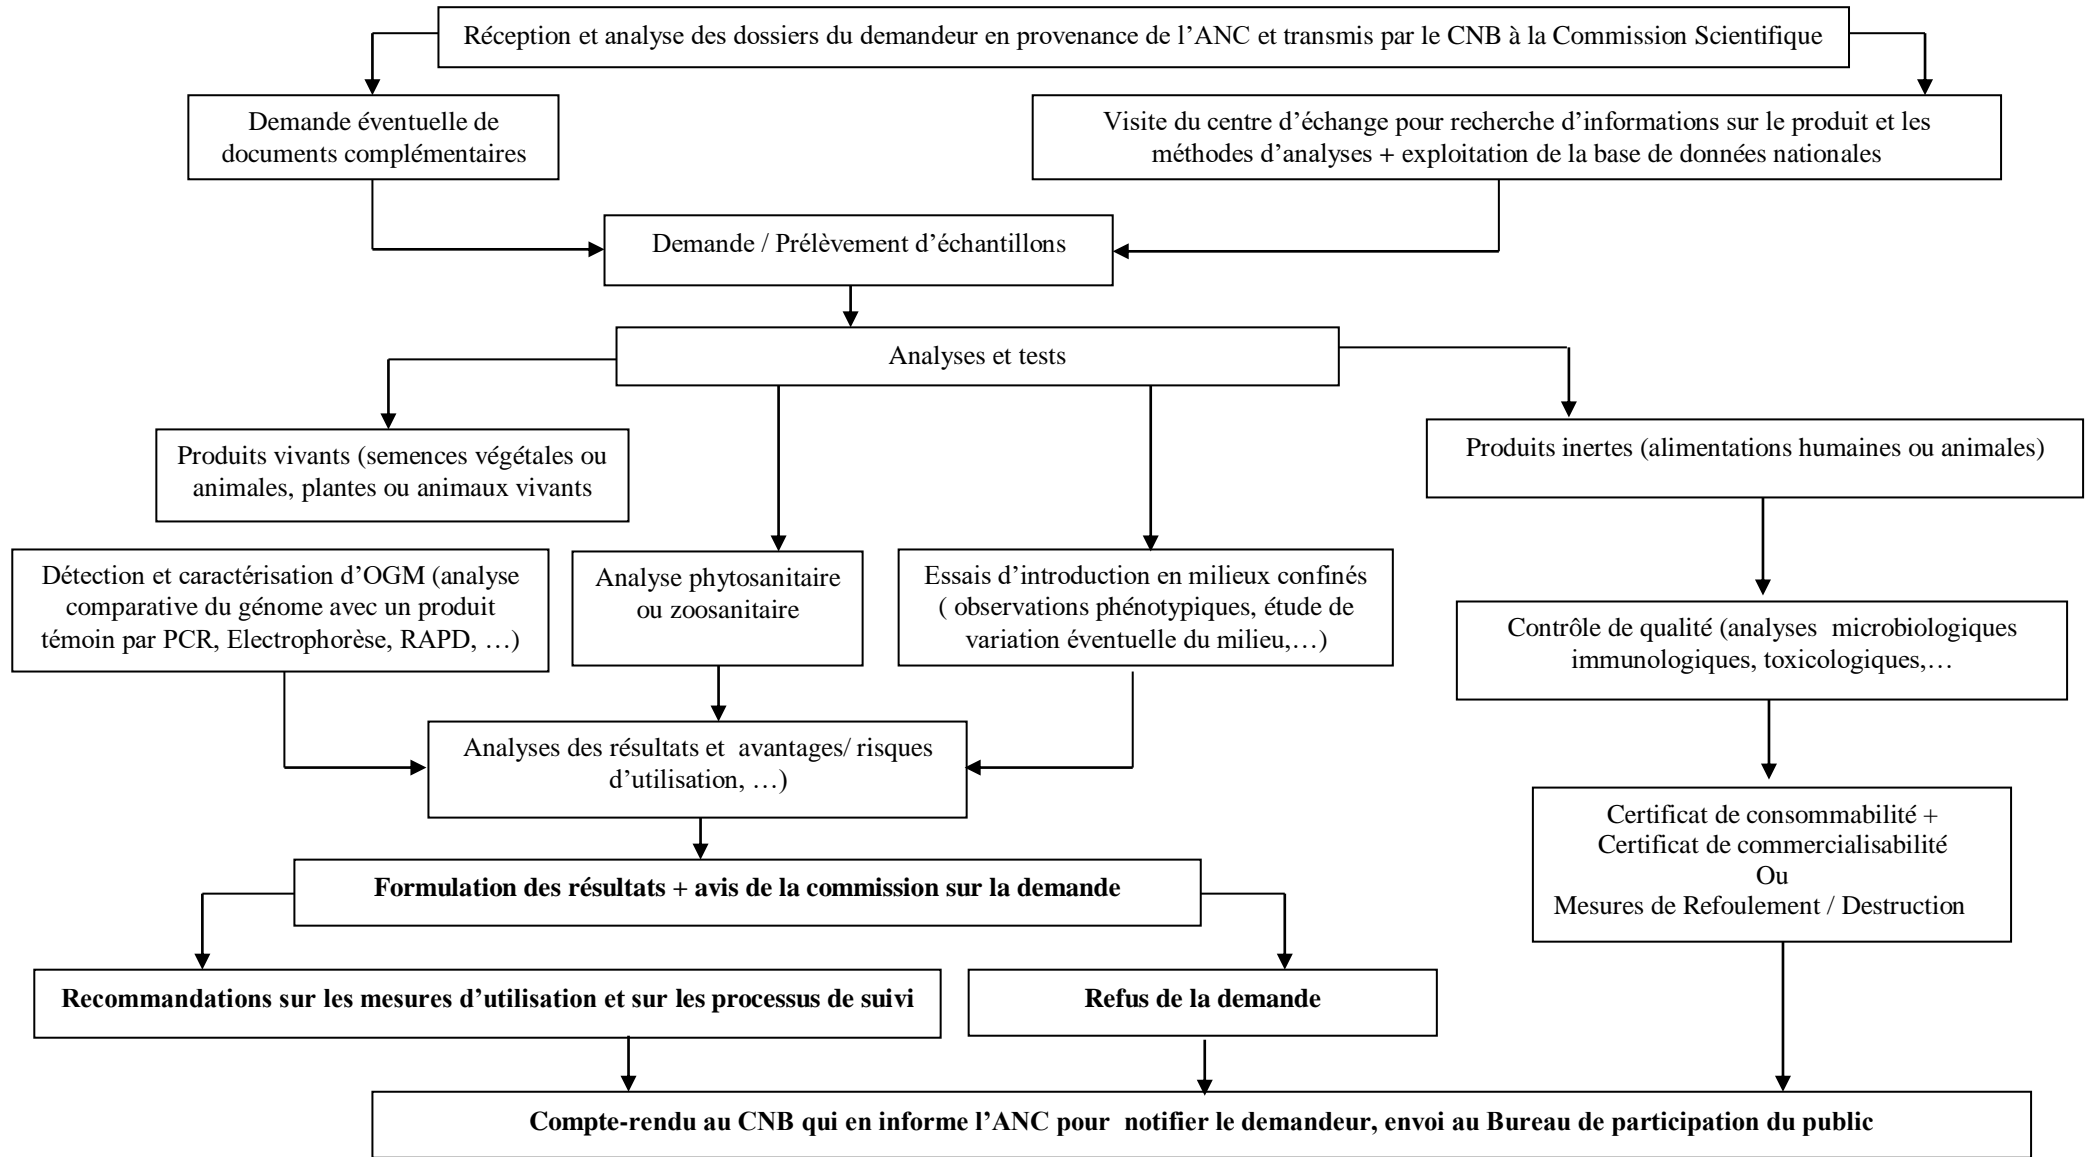 Réception et analyse des dossiers du demandeur en provenance de l’ANC et transmis par le CNB à la Commission Scientifique
Demande éventuelle de
documents complémentaires
Visite du centre d’échange pour recherche d’informations sur le produit et les
méthodes d’analyses + exploitation de la base de données nationales
Demande / Prélèvement d’échantillons
Analyses et tests
Produits vivants (semences végétales ou
animales, plantes ou animaux vivants
Produits inertes (alimentations humaines ou animales)
Détection et caractérisation d’OGM (analyse
comparative du génome avec un produit
témoin par PCR, Electrophorèse, RAPD, …)
Analyse phytosanitaire
ou zoosanitaire
Essais d’introduction en milieux confinés
( observations phénotypiques, étude de
variation éventuelle du milieu,…)
Contrôle de qualité (analyses  microbiologiques
immunologiques, toxicologiques,…
Analyses des résultats et  avantages/ risques
d’utilisation, …)
Certificat de consommabilité +
Certificat de commercialisabilité
Ou
Mesures de Refoulement / Destruction
Formulation des résultats + avis de la commission sur la demande
Recommandations sur les mesures d’utilisation et sur les processus de suivi
Refus de la demande
Compte-rendu au CNB qui en informe l’ANC pour  notifier le demandeur, envoi au Bureau de participation du public